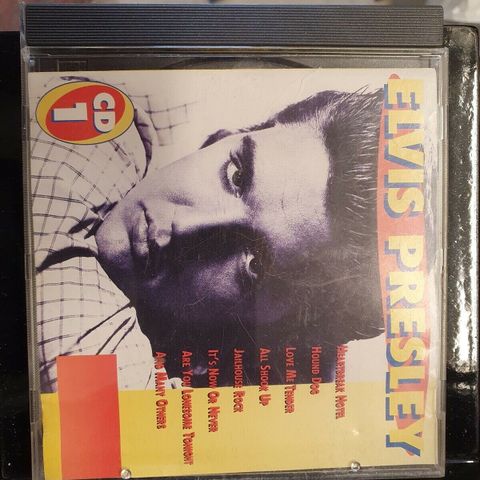 ELVIS PRESLEY
CD
1
HEARTBREAK HOTEL
HOUND DOG
LOVE ME TENDER
ALL SHOOK UP
JAILHOUSE ROCK
IT'S NOW OR NEVER
ARE YOU LONESOME TONIGHT
AND MANY OTHERS